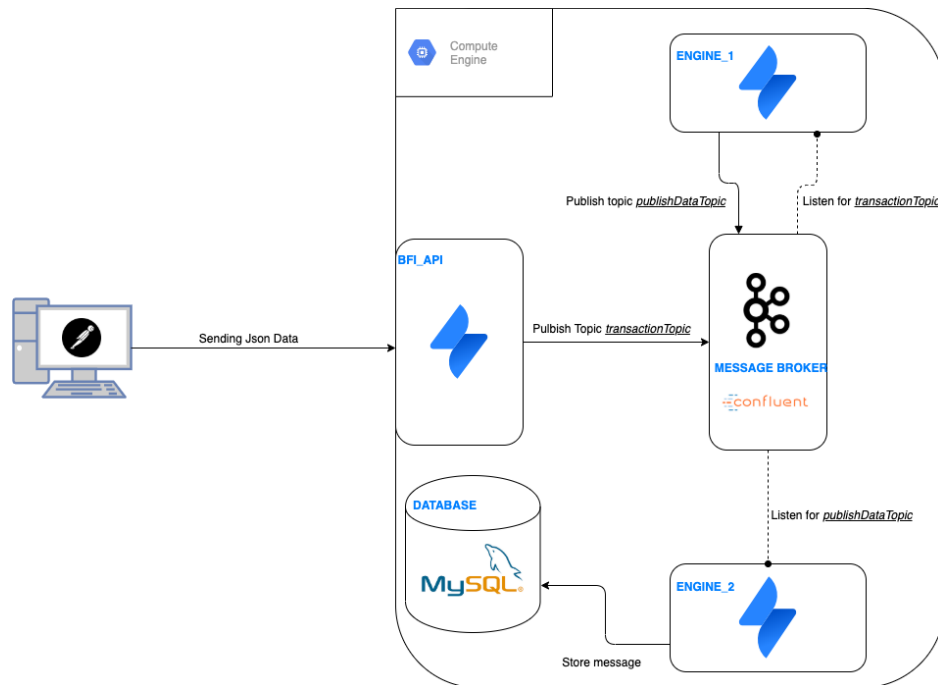 Compute
Engine
ENGINE_1
Publish topic publishDataTopic
Listen for transactionTopic
BFI_API
Sending Json Data
Pulbish Topic transactionTopic
MESSAGE BROKER
confluent
DATABASE
MySQL®
Listen for publishDataTopic
ENGINE_2
Store message